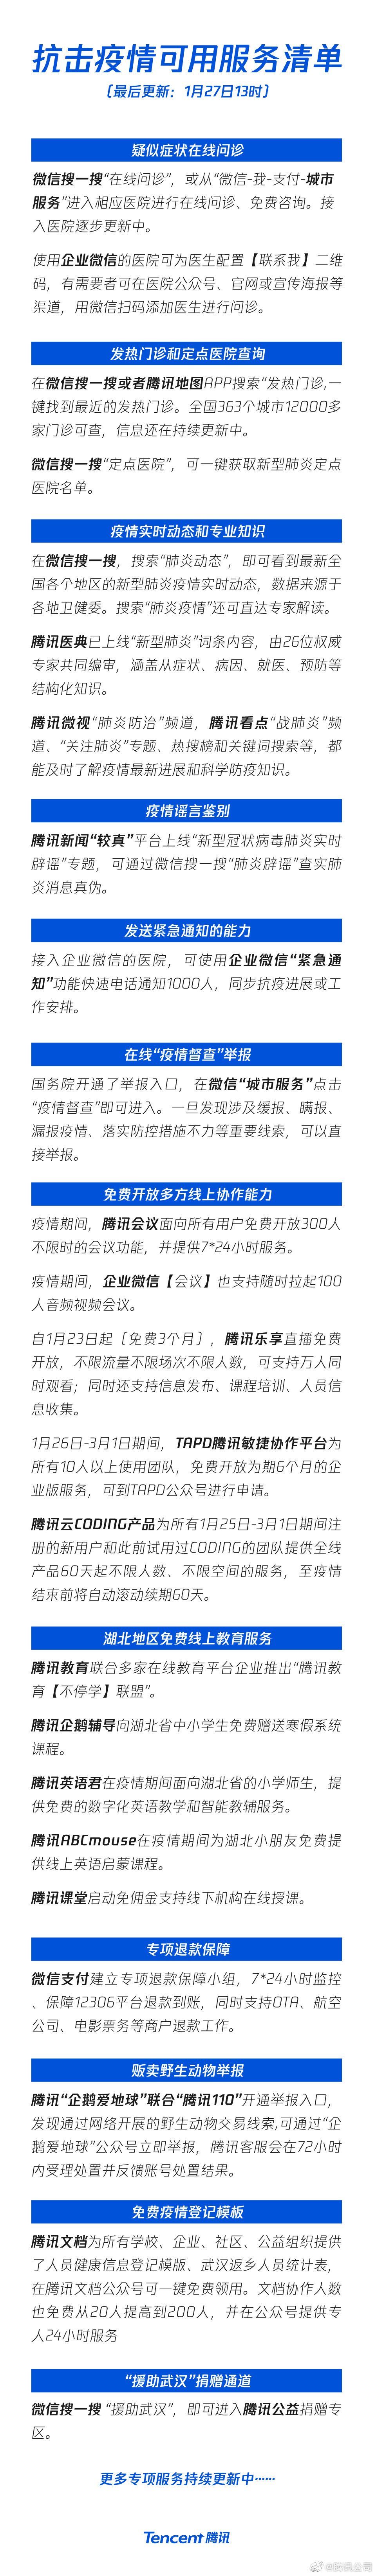 抗击疫情可用服务清单
（最后更新：1月27日13时）
疑似症状在线问诊
微信搜一搜“在线问诊”，或从“微信-我-支付-城市
服务”进入相应医院进行在线问诊、免费咨询。接
入医院逐步更新中。
使用企业微信的医院可为医生配置【联系我】二维
码，有需要者可在医院公众号、官网或宣传海报等
渠道，用微信扫码添加医生进行问诊。
发热门诊和定点医院查询
在微信搜一搜或者腾讯地图APP搜索“发热门诊,一
键找到最近的发热门诊。全国363个城市12000多
家门诊可查，信息还在持续更新中。
微信搜一搜“定点医院”，可一键获取新型肺炎定点
医院名单。
疫情实时动态和专业知识
在微信搜一搜，搜索“肺炎动态”，即可看到最新全
国各个地区的新型肺炎疫情实时动态，数据来源于
各地卫健委。搜索“肺炎疫情”还可直达专家解读。
腾讯医典已上线“新型肺炎”词条内容，由26位权威
专家共同编审，涵盖从症状、病因、就医、预防等
结构化知识。
腾讯微视“肺炎防治”频道，腾讯看点“战肺炎”频
道、“关注肺炎”专题、热搜榜和关键词搜索等，都
能及时了解疫情最新进展和科学防疫知识。
疫情谣言鉴别
腾讯新闻“较真”平台上线“新型冠状病毒肺炎实时
辟谣”专题，可通过微信搜一搜“肺炎辟谣”查实肺
炎消息真伪。
发送紧急通知的能力
接入企业微信的医院，可使用企业微信“紧急通
知”功能快速电话通知1000人，同步抗疫进展或工
作安排。
在线“疫情督查”举报
国务院开通了举报入口，在微信“城市服务”点击
“疫情督查”即可进入。一旦发现涉及缓报、瞒报、
漏报疫情、落实防控措施不力等重要线索，可以直
接举报。
免费开放多方线上协作能力
疫情期间，腾讯会议面向所有用户免费开放300人
不限时的会议功能，并提供7*24小时服务。
疫情期间，企业微信【会议】也支持随时拉起100
人音频视频会议。
自1月23日起（免费3个月），腾讯乐享直播免费
开放，不限流量不限场次不限人数，可支持万人同
时观看；同时还支持信息发布、课程培训、人员信
息收集。
1月26日-3月1日期间，TAPD腾讯敏捷协作平台为
所有10人以上使用团队，免费开放为期6个月的企
业版服务，可到TAPD公众号进行申请。
腾讯云CODING产品为所有1月25日-3月1日期间注
册的新用户和此前试用过CODING的团队提供全线
产品60天起不限人数、不限空间的服务，至疫情
结束前将自动滚动续期60天。
湖北地区免费线上教育服务
腾讯教育联合多家在线教育平台企业推出“腾讯教
育【不停学】联盟”。
腾讯企鹅辅导向湖北省中小学生免费赠送寒假系统
课程。
腾讯英语君在疫情期间面向湖北省的小学师生，提
供免费的数字化英语教学和智能教辅服务。
腾讯ABCmouse在疫情期间为湖北小朋友免费提
供线上英语启蒙课程。
腾讯课堂启动免佣金支持线下机构在线授课。
专项退款保障
微信支付建立专项退款保障小组，7*24小时监控
、保障12306平台退款到账，同时支持OTA、航空
公司、电影票务等商户退款工作。
贩卖野生动物举报
腾讯“企鹅爱地球”联合“腾讯110”开通举报入口，
发现通过网络开展的野生动物交易线索,可通过“企
鹅爱地球”公众号立即举报，腾讯客服会在72小时
内受理处置并反馈账号处置结果。
免费疫情登记模板
腾讯文档为所有学校、企业、社区、公益组织提供
了人员健康信息登记模版、武汉返乡人员统计表，
在腾讯文档公众号可一键免费领用。文档协作人数
也免费从20人提高到200人，并在公众号提供专
人24小时服务
“援助武汉”捐赠通道
微信搜一搜 “援助武汉”，即可进入腾讯公益捐赠专
区。
更多专项服务持续更新中······
Tencent腾讯
@腾讯公司